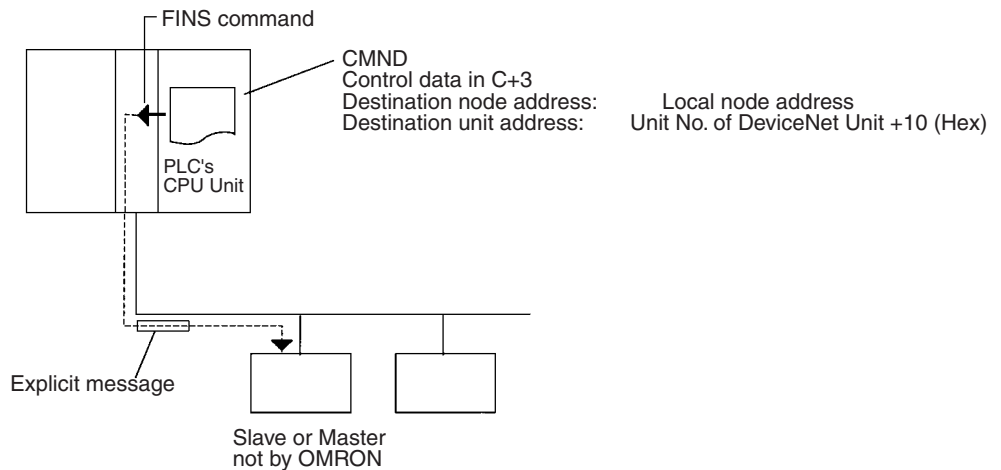 FINS command
CMND
Control data in C+3
Destination node address: Local node address
Destination unit address: Unit No. of DeviceNet Unit +10 (Hex)
PLC's
CPU Unit
Explicit message
Slave or Master
not by OMRON